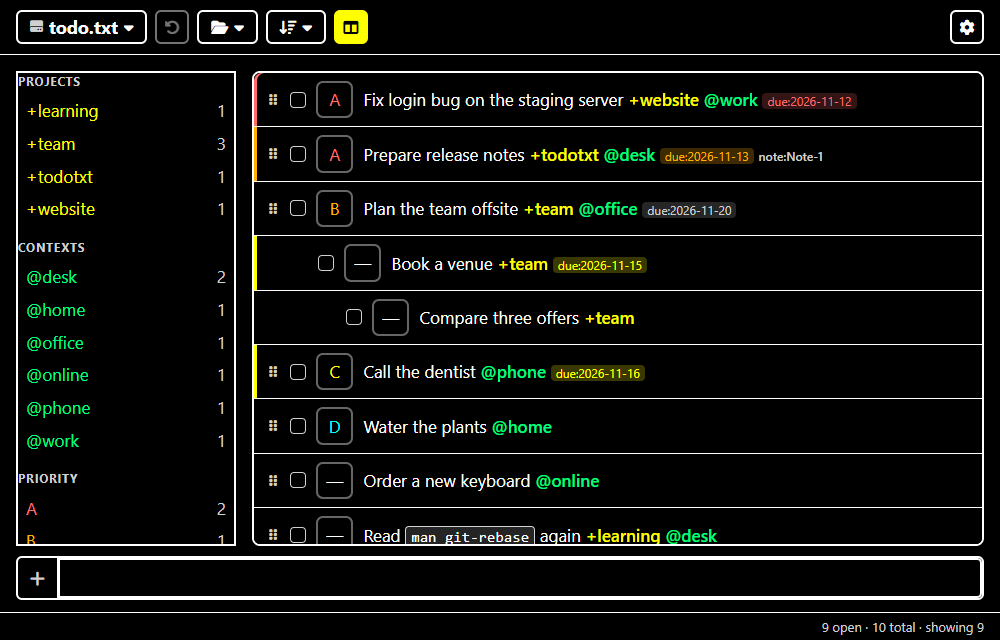 todo.txt
PROJECTS
+learning 1
+team 3
+todotxt 1
+website 1
CONTEXTS
@desk 2
@home 1
@office 1
@online 1
@phone 1
@work 1
PRIORITY
A 2
B 1
A Fix login bug on the staging server +website @work due:2026-11-12
A Prepare release notes +todotxt @desk due:2026-11-13 note:Note-1
B Plan the team offsite +team @office due:2026-11-20
— Book a venue +team due:2026-11-15
— Compare three offers +team
C Call the dentist @phone due:2026-11-16
D Water the plants @home
— Order a new keyboard @online
— Read man git-rebase again +learning @desk
+
9 open · 10 total · showing 9